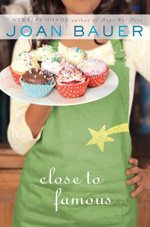 NEWBERY HONOR author of Hope Was Here
JOAN BAUER
close to
famous